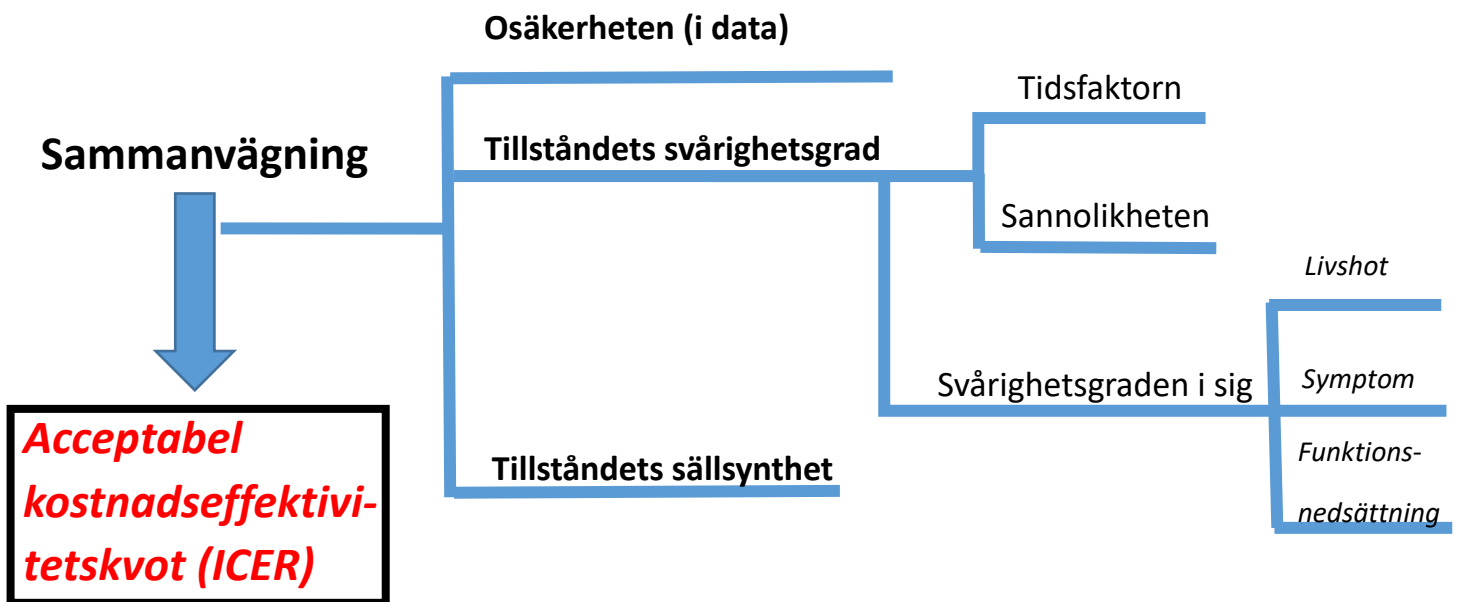 Osäkerheten (i data)
Tidsfaktorn
Sammanvägning
Tillståndets svårighetsgrad
Sannolikheten
Livshot
Svårighetsgraden i sig
Symptom
Acceptabel
kostnadseffektivi-
tetskvot (ICER)
Tillståndets sällsynthet
Funktions-
nedsättning